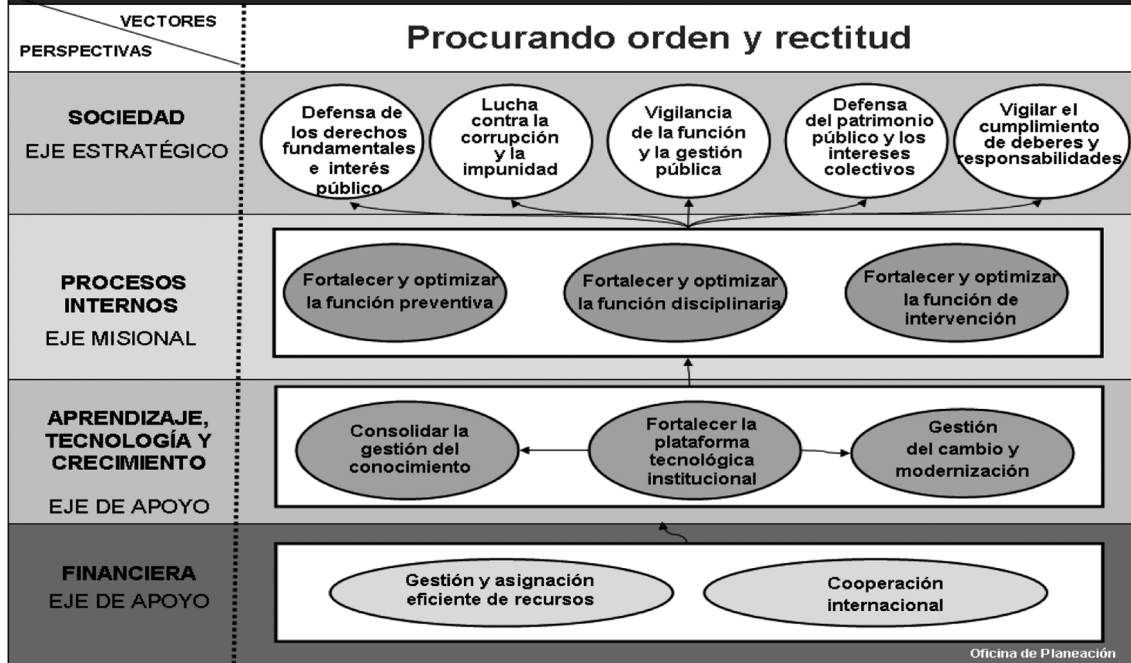 VECTORES
PERSPECTIVAS
Procurando orden y rectitud
SOCIEDAD
EJE ESTRATÉGICO
Defensa de
los derechos
fundamentales
e interés
público
Lucha
contra la
corrupción
y la
impunidad
Vigilancia
de la función
y la gestión
pública
Defensa
del patrimonio
público y los
intereses
colectivos
Vigilar el
cumplimiento
de deberes y
responsabilidades
PROCESOS
INTERNOS
EJE MISIONAL
Fortalecer y optimizar
la función preventiva
Fortalecer y optimizar
la función disciplinaria
Fortalecer y optimizar
la función de
intervención
APRENDIZAJE,
TECNOLOGÍA Y
CRECIMIENTO
EJE DE APOYO
Consolidar la
gestión del
conocimiento
Fortalecer la
plataforma
tecnológica
institucional
Gestión
del cambio y
modernización
FINANCIERA
EJE DE APOYO
Gestión y asignación
eficiente de recursos
Cooperación
internacional
Oficina de Planeación